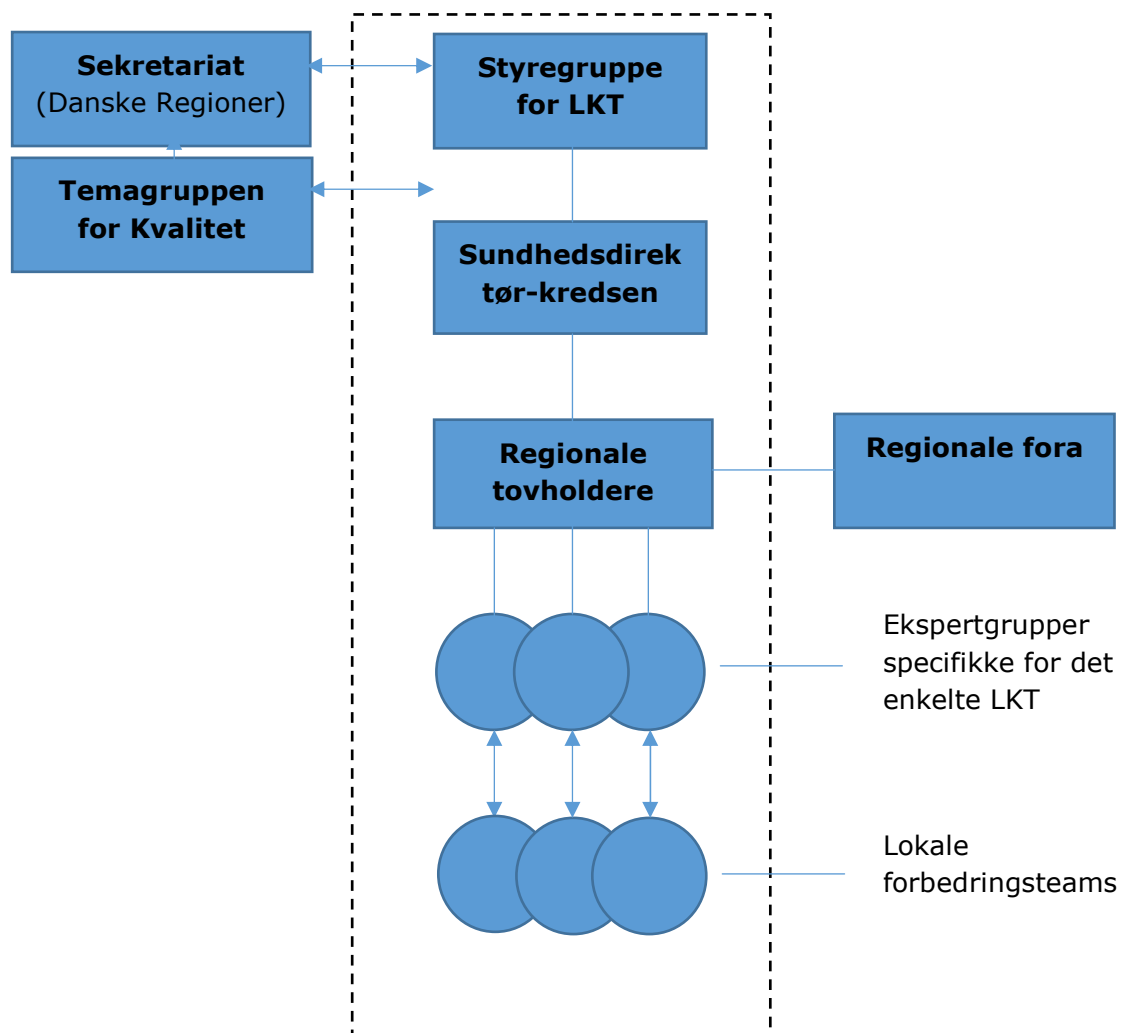 Sekretariat
(Danske Regioner)
Styregruppe
for LKT
Temagruppen
for Kvalitet
Sundhedsdirek
tør-kredsen
Regionale
tovholdere
Regionale fora
Ekspertgrupper
specifikke for det
enkelte LKT
Lokale
forbedringsteams